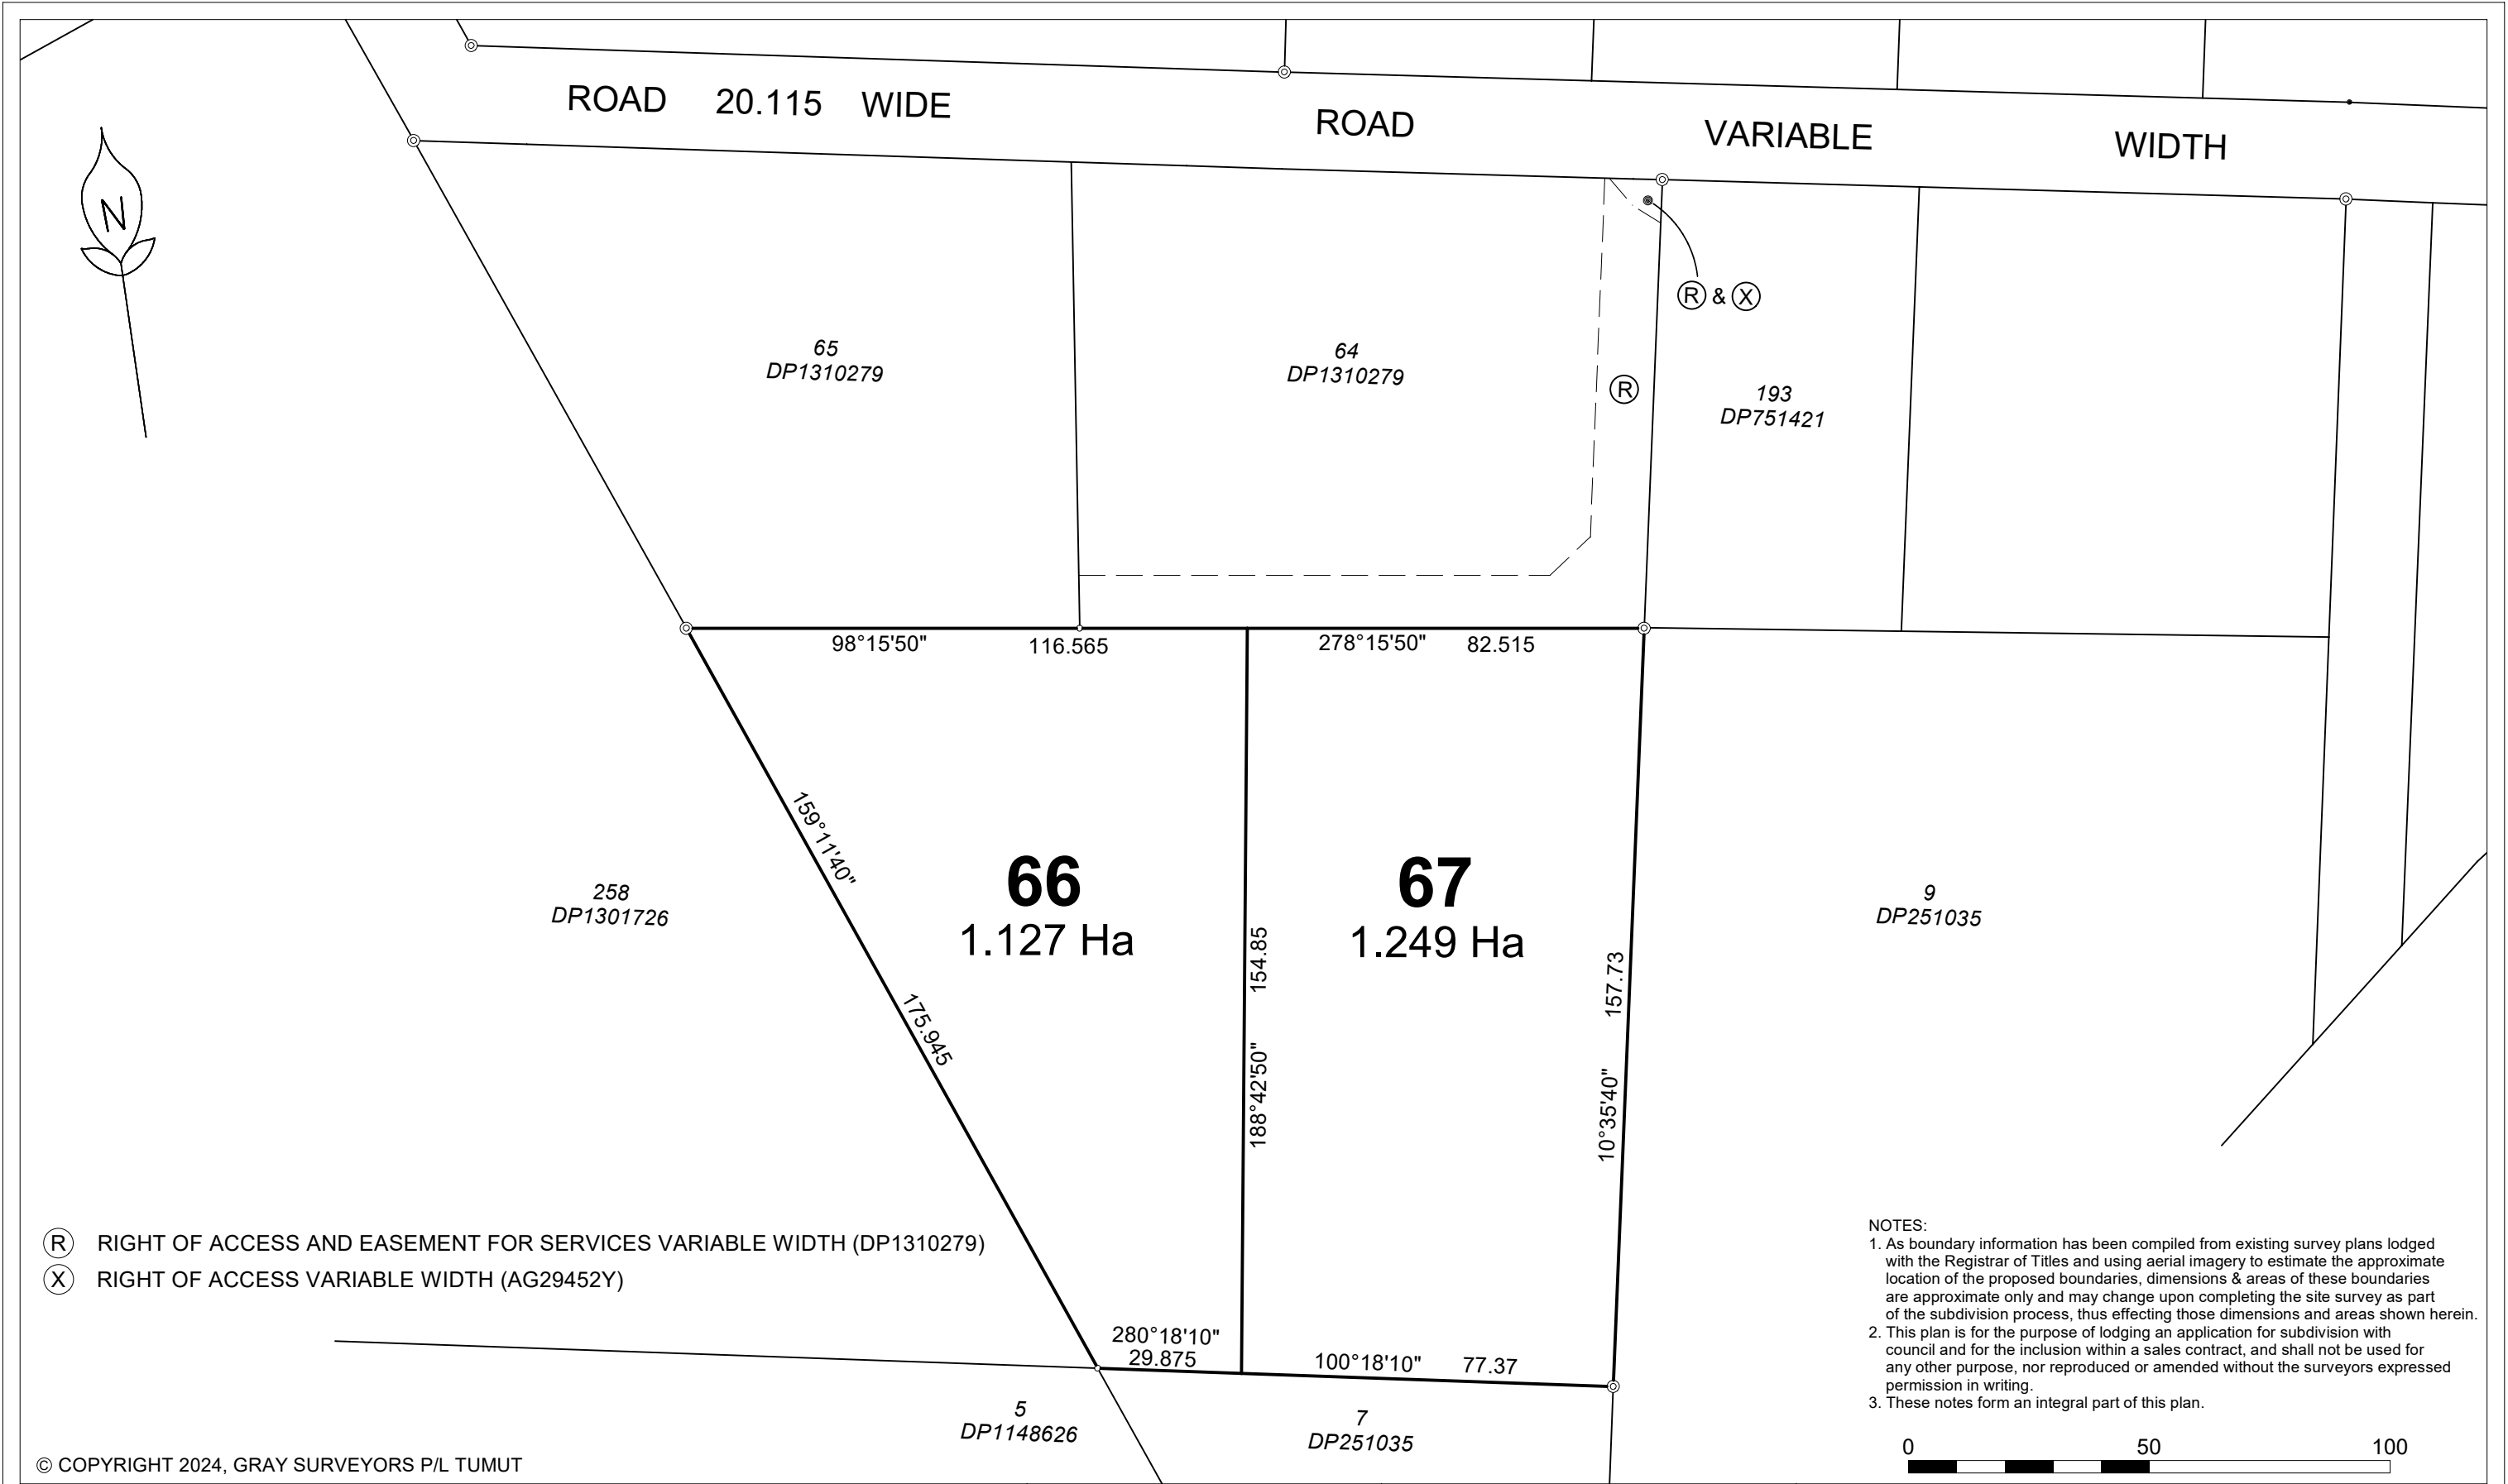 ROAD 20.115 WIDE
ROAD VARIABLE WIDTH
N
R & X
65
DP1310279
64
DP1310279
R
193
DP751421
98°15'50" 116.565
278°15'50" 82.515
159°11'40"
175.945
66
1.127 Ha
154.85
188°42'50"
67
1.249 Ha
157.73
10°35'40"
258
DP1301726
9
DP251035
R RIGHT OF ACCESS AND EASEMENT FOR SERVICES VARIABLE WIDTH (DP1310279)
X RIGHT OF ACCESS VARIABLE WIDTH (AG29452Y)
280°18'10"
29.875
100°18'10" 77.37
5
DP1148626
7
DP251035
NOTES:
1. As boundary information has been compiled from existing survey plans lodged
with the Registrar of Titles and using aerial imagery to estimate the approximate
location of the proposed boundaries, dimensions & areas of these boundaries
are approximate only and may change upon completing the site survey as part
of the subdivision process, thus effecting those dimensions and areas shown herein.
2. This plan is for the purpose of lodging an application for subdivision with
council and for the inclusion within a sales contract, and shall not be used for
any other purpose, nor reproduced or amended without the surveyors expressed
permission in writing.
3. These notes form an integral part of this plan.
0 50 100
© COPYRIGHT 2024, GRAY SURVEYORS P/L TUMUT